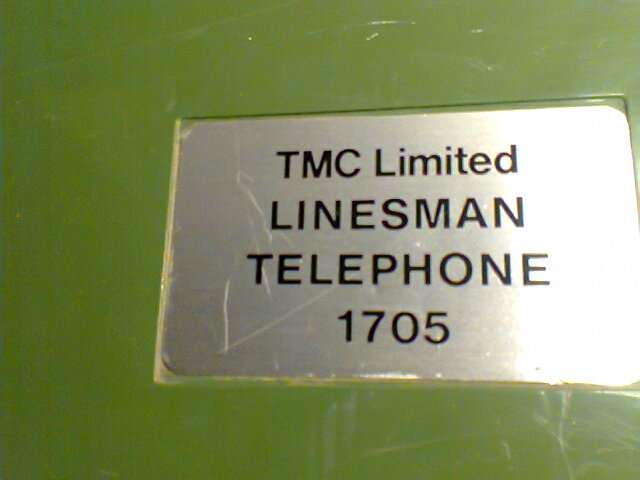 TMC Limited
LINESMAN
TELEPHONE
1705